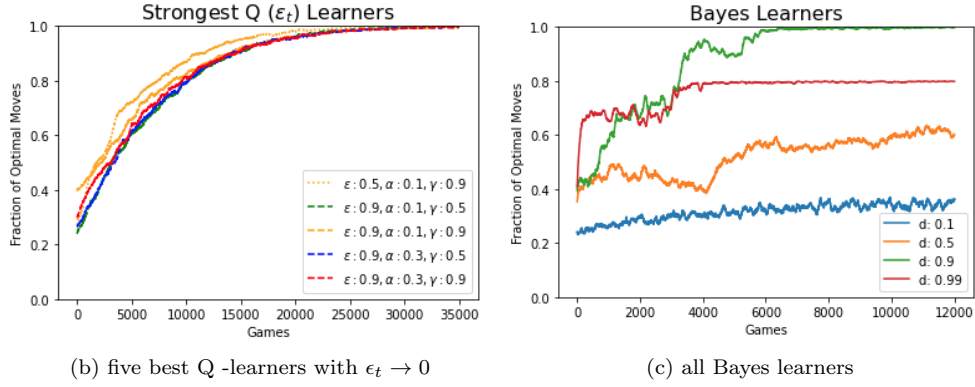 Strongest Q (εt) Learners
Fraction of Optimal Moves
1.0
0.8
0.6
0.4
0.2
0.0
0
5000
10000
15000
20000
25000
30000
35000
Games
ε : 0.5, α : 0.1, γ : 0.9
ε : 0.9, α : 0.1, γ : 0.5
ε : 0.9, α : 0.1, γ : 0.9
ε : 0.9, α : 0.3, γ : 0.5
ε : 0.9, α : 0.3, γ : 0.9
(b) five best Q -learners with ϵt → 0
Bayes Learners
Fraction of Optimal Moves
1.0
0.8
0.6
0.4
0.2
0.0
0
2000
4000
6000
8000
10000
12000
Games
d: 0.1
d: 0.5
d: 0.9
d: 0.99
(c) all Bayes learners